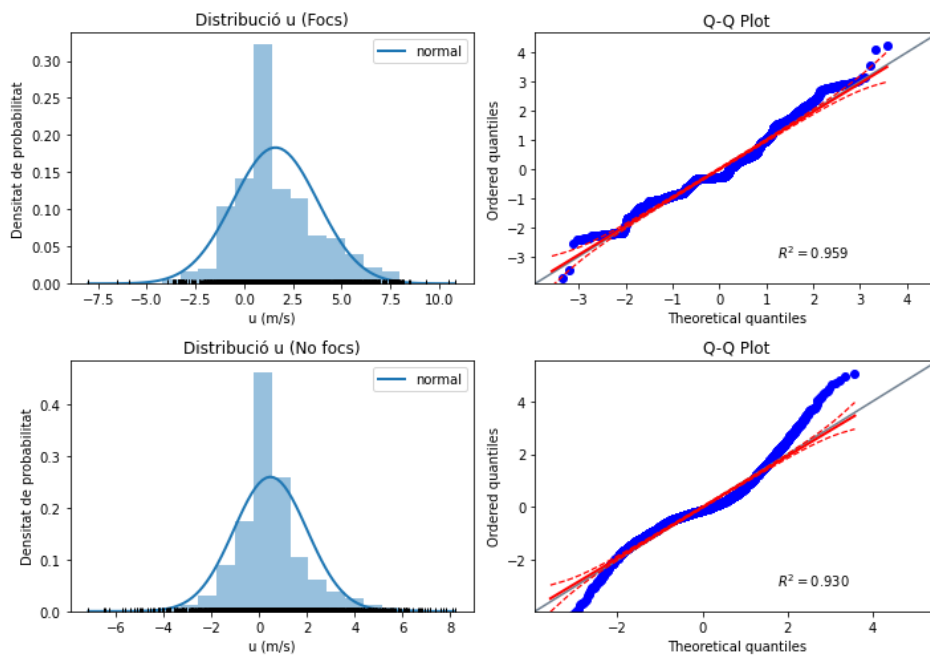 Distribució u (Focs)
Densitat de probabilitat
0.30
0.25
0.20
0.15
0.10
0.05
0.00
normal
−7.5 −5.0 −2.5 0.0 2.5 5.0 7.5 10.0
u (m/s)
Q-Q Plot
Ordered quantiles
4
3
2
1
0
−1
−2
−3
R² = 0.959
−3 −2 −1 0 1 2 3 4
Theoretical quantiles
Distribució u (No focs)
Densitat de probabilitat
0.4
0.3
0.2
0.1
0.0
normal
−6 −4 −2 0 2 4 6 8
u (m/s)
Q-Q Plot
Ordered quantiles
4
2
0
−2
R² = 0.930
−2 0 2 4
Theoretical quantiles